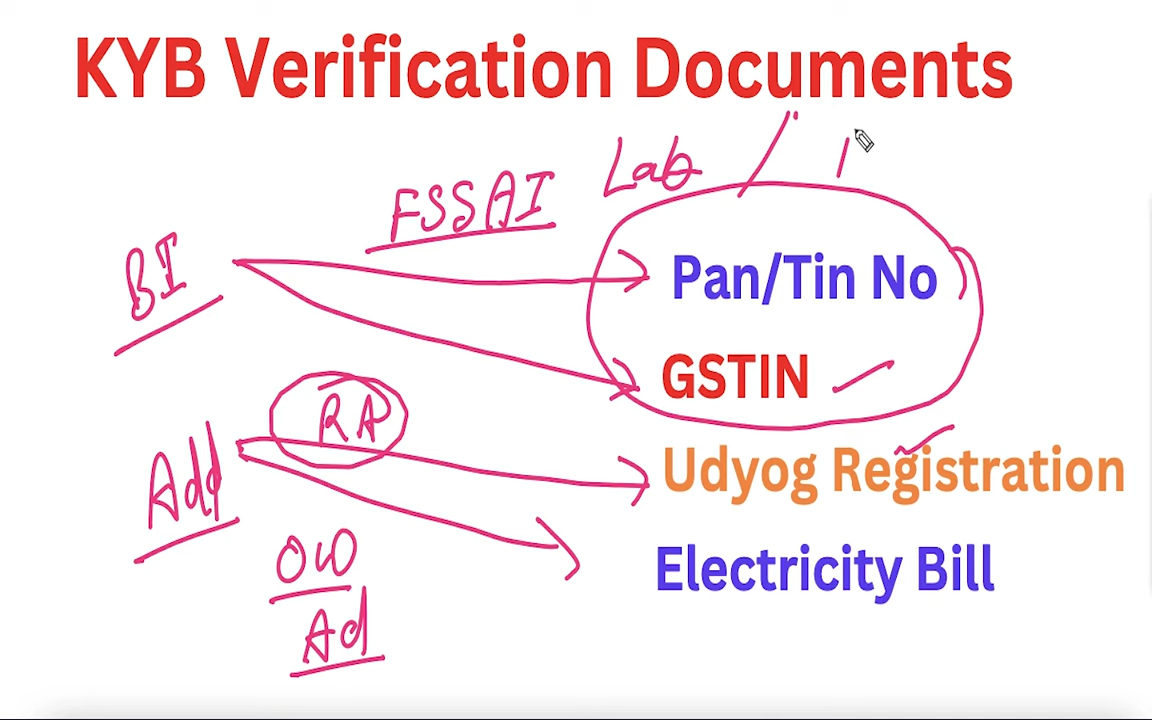 KYB Verification Documents
Lab
FSSAI
BI
Pan/Tin No
GSTIN
RA
Udyog Registration
Add
Electricity Bill
OW
Ad